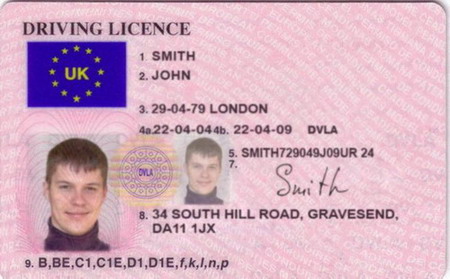 DRIVING LICENCE
UK
1. SMITH
2. JOHN
3. 29-04-79 LONDON
4a.22-04-044b. 22-04-09 DVLA
5. SMITH729049J09UR 24
7.
Smith
DVLA
8. 34 SOUTH HILL ROAD, GRAVESEND,
DA11 1JX
9. B,BE,C1,C1E,D1,D1E,f,k,l,n,p